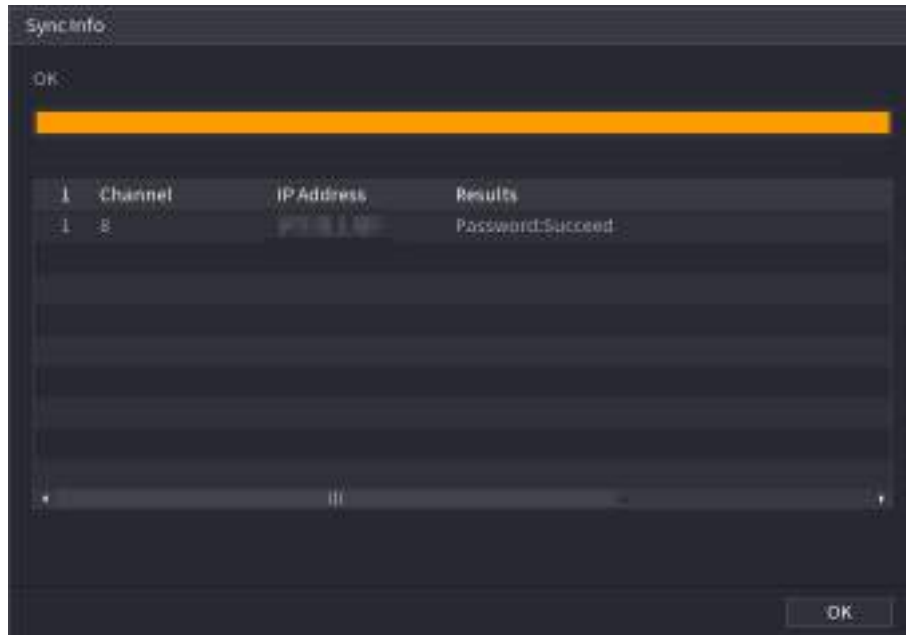 Sync Info
OK
1 Channel IP Address Results
1 8 Password:Succeed
OK